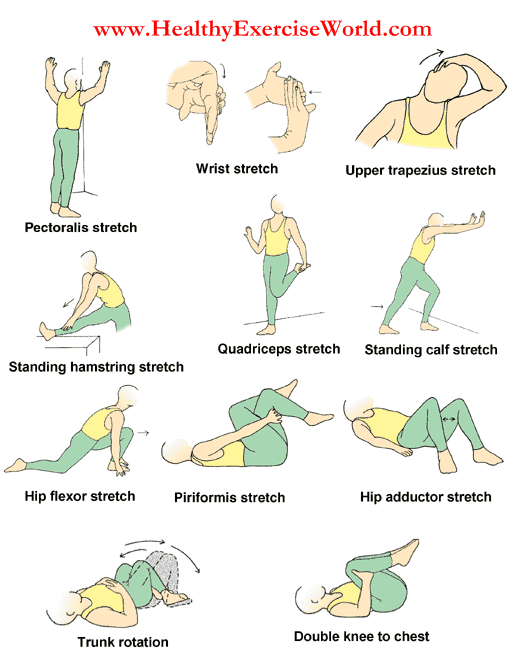 www.HealthyExerciseWorld.com
Wrist stretch
Upper trapezius stretch
Pectoralis stretch
Quadriceps stretch
Standing calf stretch
Standing hamstring stretch
Hip flexor stretch
Piriformis stretch
Hip adductor stretch
Trunk rotation
Double knee to chest